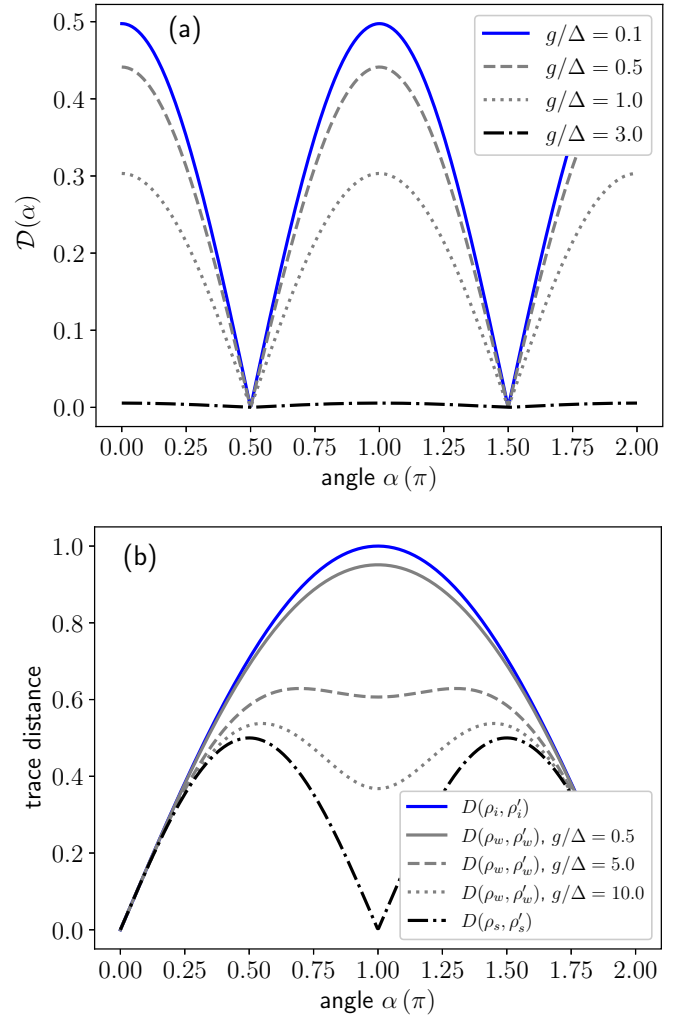 (a)
g/Δ = 0.1
g/Δ = 0.5
g/Δ = 1.0
g/Δ = 3.0
0.5
0.4
0.3
0.2
0.1
0.0
𝒟(α)
0.00 0.25 0.50 0.75 1.00 1.25 1.50 1.75 2.00
angle α (π)
(b)
1.0
0.8
0.6
0.4
0.2
0.0
trace distance
D(ρᵢ, ρ′ᵢ)
D(ρ_w, ρ′_w), g/Δ = 0.5
D(ρ_w, ρ′_w), g/Δ = 5.0
D(ρ_w, ρ′_w), g/Δ = 10.0
D(ρₛ, ρ′ₛ)
0.00 0.25 0.50 0.75 1.00 1.25 1.50 1.75 2.00
angle α (π)